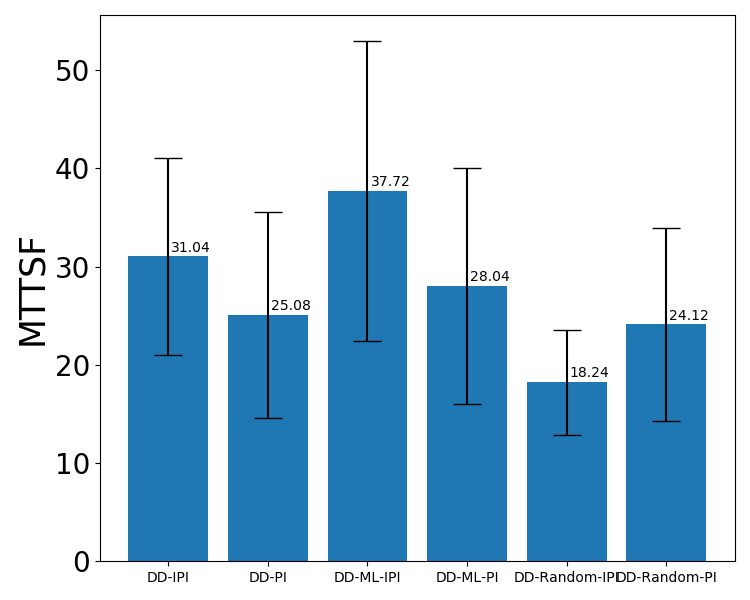 MTTSF
50
40
30
20
10
0
31.04
25.08
37.72
28.04
18.24
24.12
DD-IPI
DD-PI
DD-ML-IPI
DD-ML-PI
DD-Random-IPI
DD-Random-PI